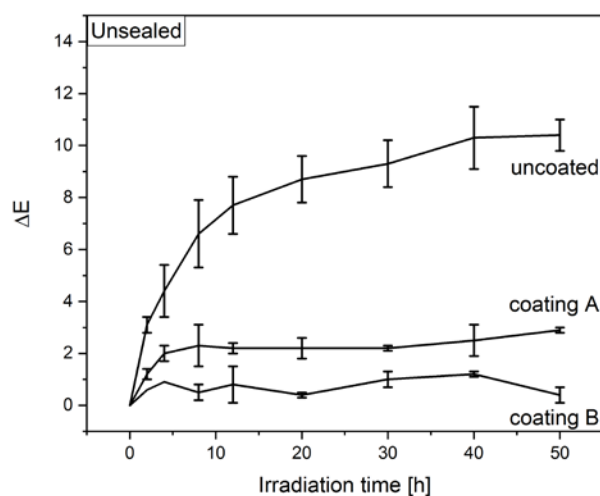 Unsealed
14
12
10
8
6
4
2
0
ΔE
uncoated
coating A
coating B
0 10 20 30 40 50
Irradiation time [h]